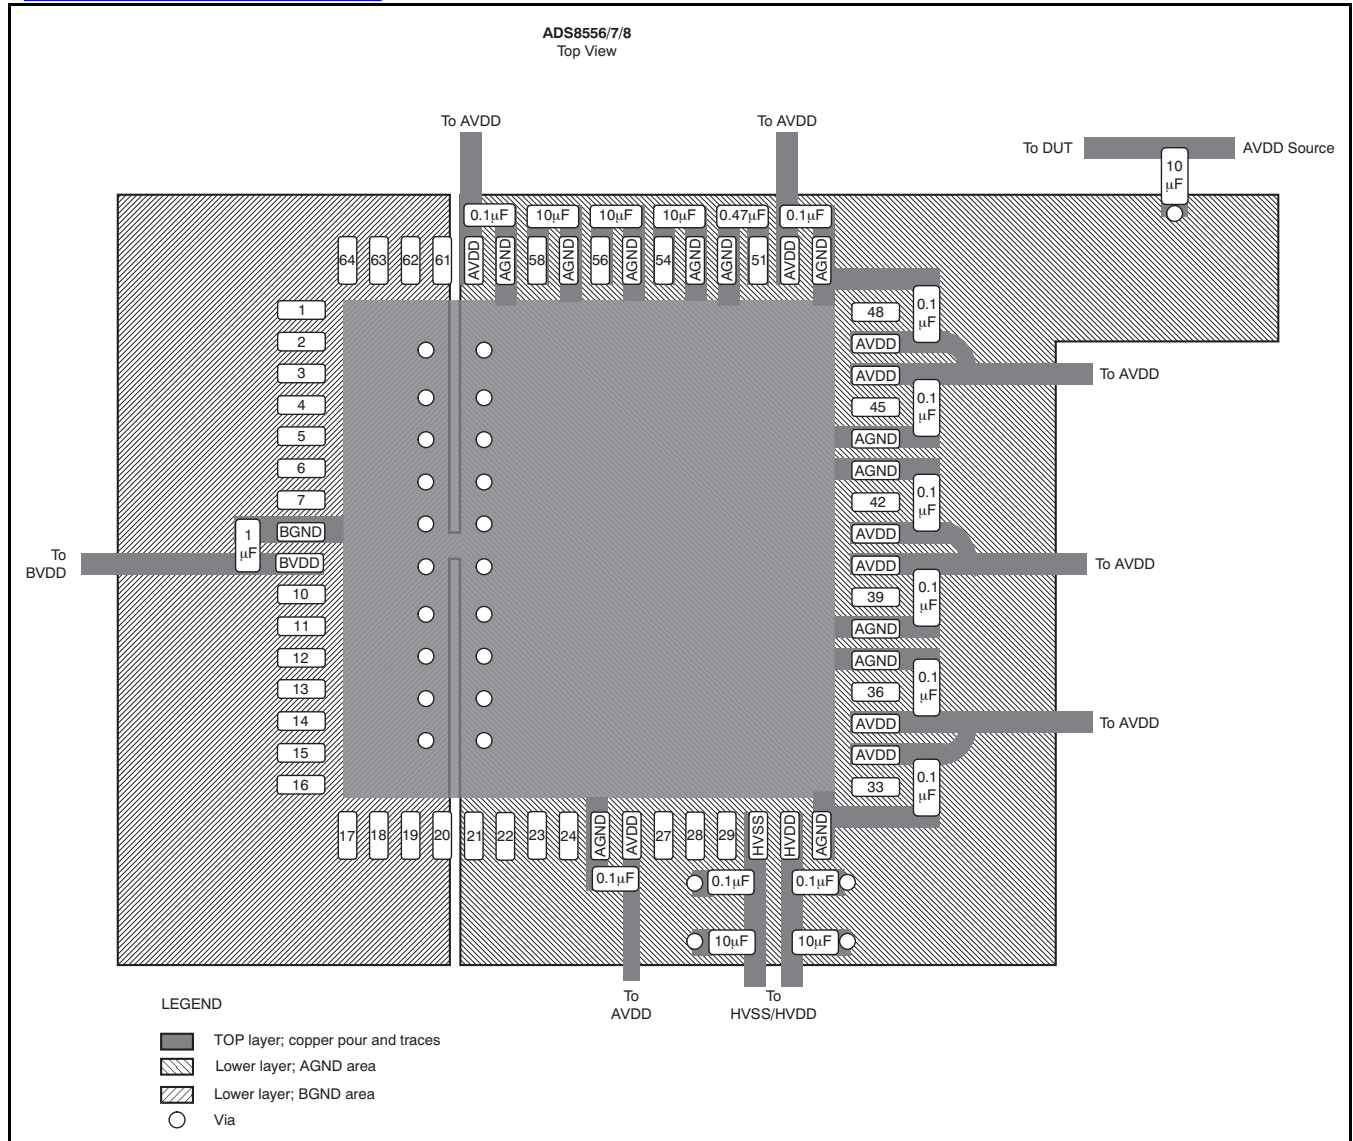 ADS8556/7/8
Top View
To AVDD
To AVDD
To DUT
AVDD Source
10
μF
0.1μF
10μF
10μF
10μF
0.47μF
0.1μF
64
63
62
61
AVDD
AGND
58
AGND
56
AGND
54
AGND
AGND
51
AVDD
AGND
1
2
3
4
5
6
7
BGND
BVDD
10
11
12
13
14
15
16
1
μF
To
BVDD
48
AVDD
AVDD
45
AGND
AGND
42
AVDD
AVDD
39
AGND
AGND
36
AVDD
AVDD
33
0.1
μF
0.1
μF
0.1
μF
0.1
μF
0.1
μF
0.1
μF
To AVDD
To AVDD
To AVDD
17
18
19
20
21
22
23
24
AGND
AVDD
27
28
29
HVSS
HVDD
AGND
0.1μF
0.1μF
0.1μF
10μF
10μF
To
AVDD
To
HVSS/HVDD
LEGEND
TOP layer; copper pour and traces
Lower layer; AGND area
Lower layer; BGND area
Via